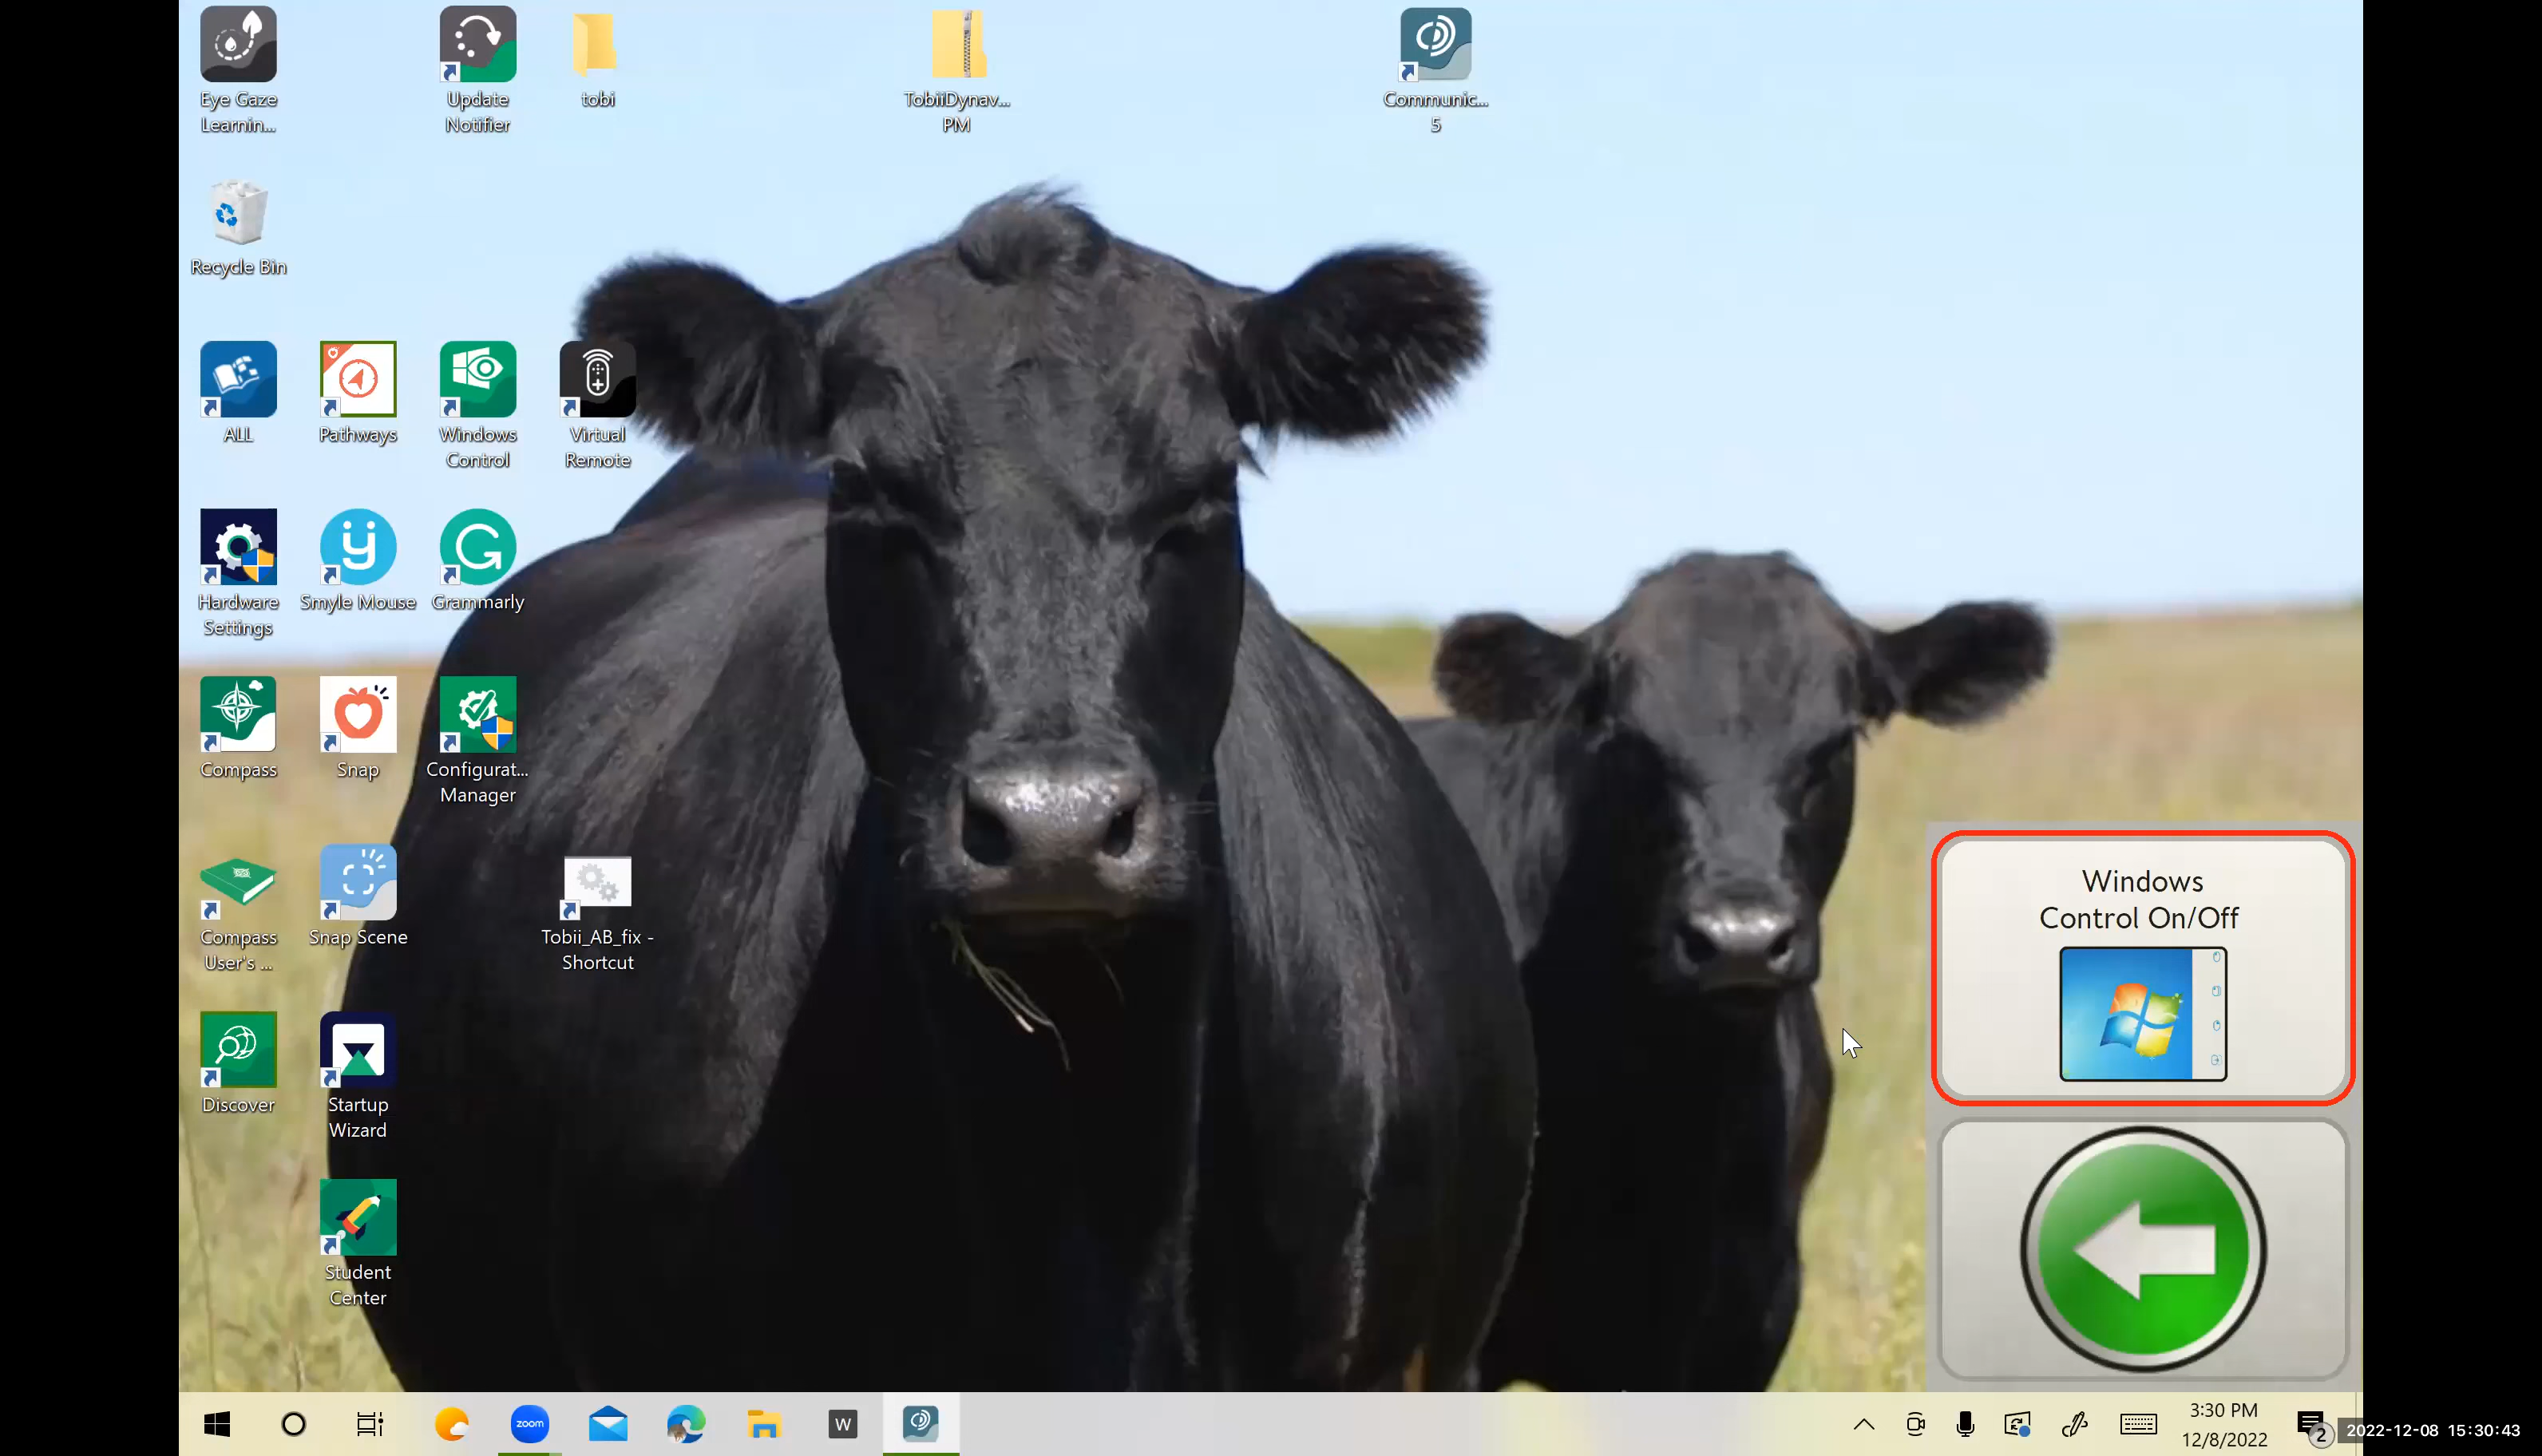 Eye Gaze
Learnin...
Update
Notifier
tobi
TobiiDynav...
PM
Communic...
5
Recycle Bin
ALL
Pathways
Windows
Control
Virtual
Remote
Hardware
Settings
Smyle Mouse
Grammarly
Compass
Snap
Configurat...
Manager
Compass
User's ...
Snap Scene
Tobii_AB_fix -
Shortcut
Discover
Startup
Wizard
Student
Center
Windows
Control On/Off
zoom
W
3:30 PM
12/8/2022
2
2022-12-08 15:30:43